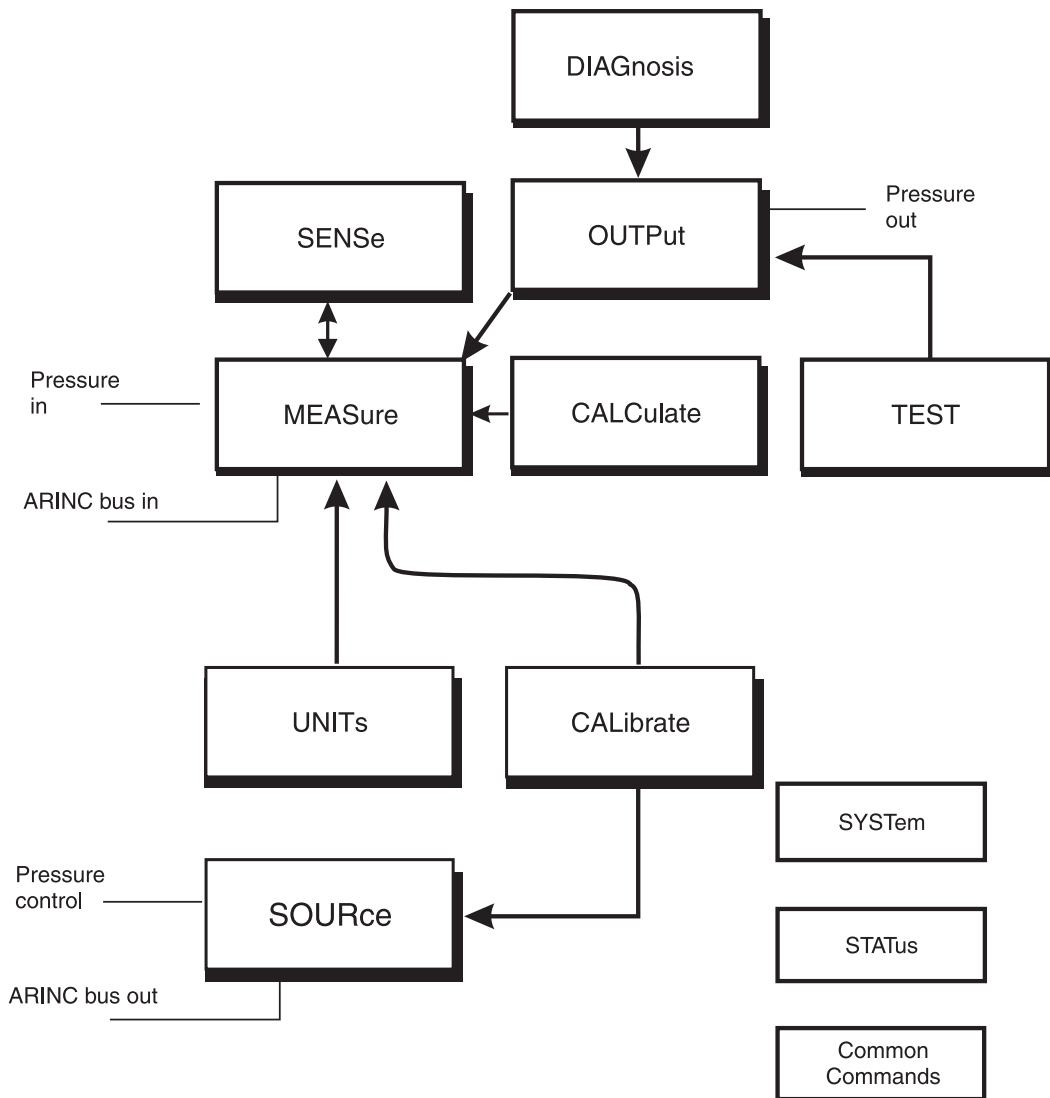 DIAGnosis
SENSe
OUTPut
Pressure
out
Pressure
in
MEASure
CALCulate
TEST
ARINC bus in
UNITs
CALibrate
SYSTem
Pressure
control
SOURce
STATus
ARINC bus out
Common
Commands